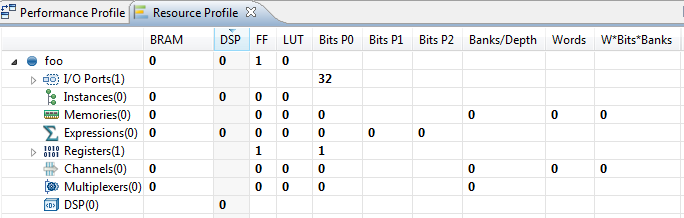 Performance Profile Resource Profile
BRAM DSP FF LUT Bits P0 Bits P1 Bits P2 Banks/Depth Words W*Bits*Banks
foo 0 0 1 0
I/O Ports(1) 32
Instances(0) 0 0 0 0
Memories(0) 0 0 0 0 0 0 0
Expressions(0) 0 0 0 0 0 0 0
Registers(1) 1 1
Channels(0) 0 0 0 0 0 0 0
Multiplexers(0) 0 0 0 0 0
DSP(0) 0